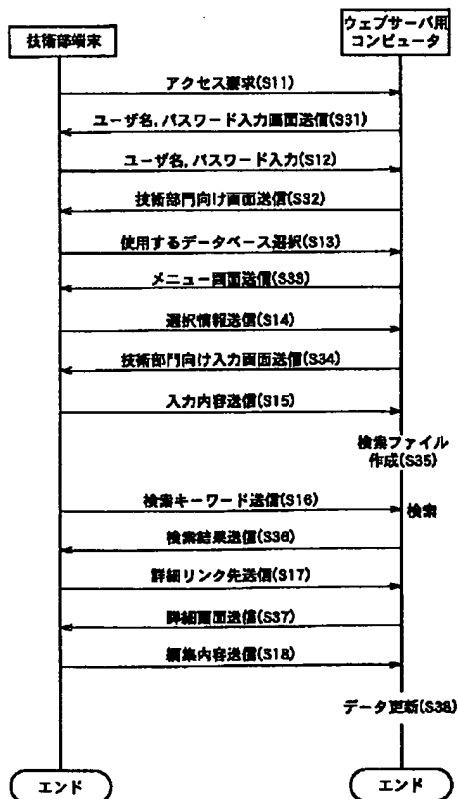 技術部端末
ウェブサーバ用
コンピュータ
アクセス要求(S11)
ユーザ名,パスワード入力画面送信(S31)
ユーザ名,パスワード入力(S12)
技術部門向け画面送信(S32)
使用するデータベース選択(S13)
メニュー画面送信(S33)
選択情報送信(S14)
技術部門向け入力画面送信(S34)
入力内容送信(S15)
検索ファイル
作成(S35)
検索キーワード送信(S16)
検索
検索結果送信(S36)
詳細リンク先送信(S17)
詳細画面送信(S37)
編集内容送信(S18)
データ更新(S38)
エンド
エンド